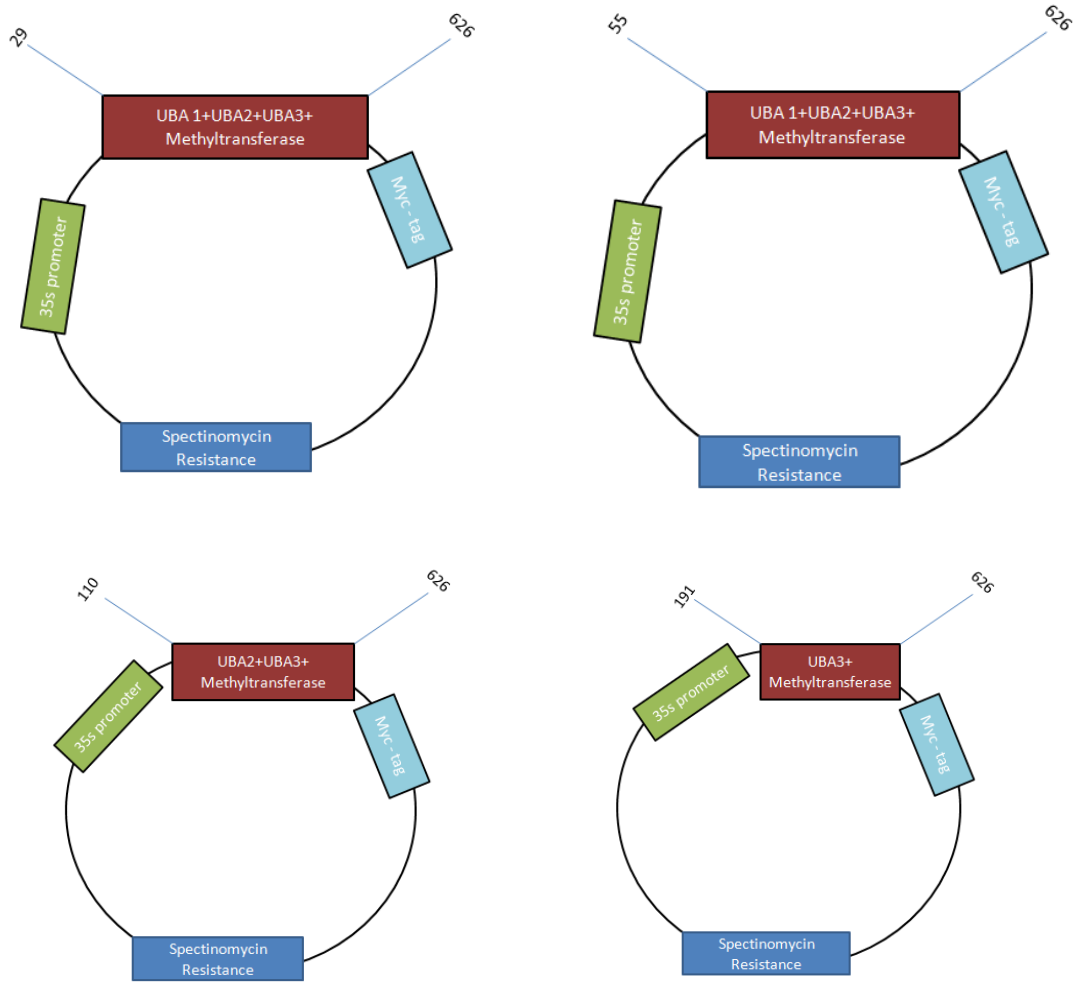 29
626
UBA 1+UBA2+UBA3+
Methyltransferase
35s promoter
Myc - tag
Spectinomycin
Resistance
55
626
UBA 1+UBA2+UBA3+
Methyltransferase
35s promoter
Myc - tag
Spectinomycin
Resistance
110
626
UBA2+UBA3+
Methyltransferase
35s promoter
Myc - tag
Spectinomycin
Resistance
191
626
UBA3+
Methyltransferase
35s promoter
Myc - tag
Spectinomycin
Resistance